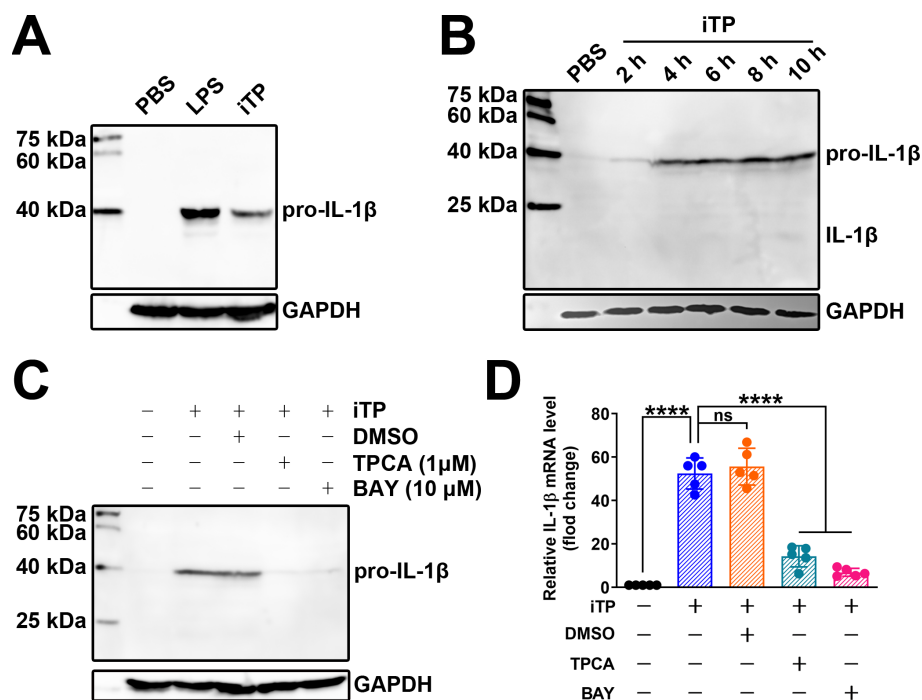 A
PBS LPS iTP
75 kDa
60 kDa
40 kDa
pro-IL-1β
GAPDH
B
iTP
PBS 2 h 4 h 6 h 8 h 10 h
75 kDa
60 kDa
40 kDa
25 kDa
pro-IL-1β
IL-1β
GAPDH
C
– + + + + iTP
– – + – – DMSO
– – – + – TPCA (1µM)
– – – – + BAY (10 µM)
75 kDa
60 kDa
40 kDa
25 kDa
pro-IL-1β
GAPDH
D
Relative IL-1β mRNA level
(flod change)
80
60
40
20
0
**** ns ****
iTP – + + + +
DMSO – – + – –
TPCA – – – + –
BAY – – – – +